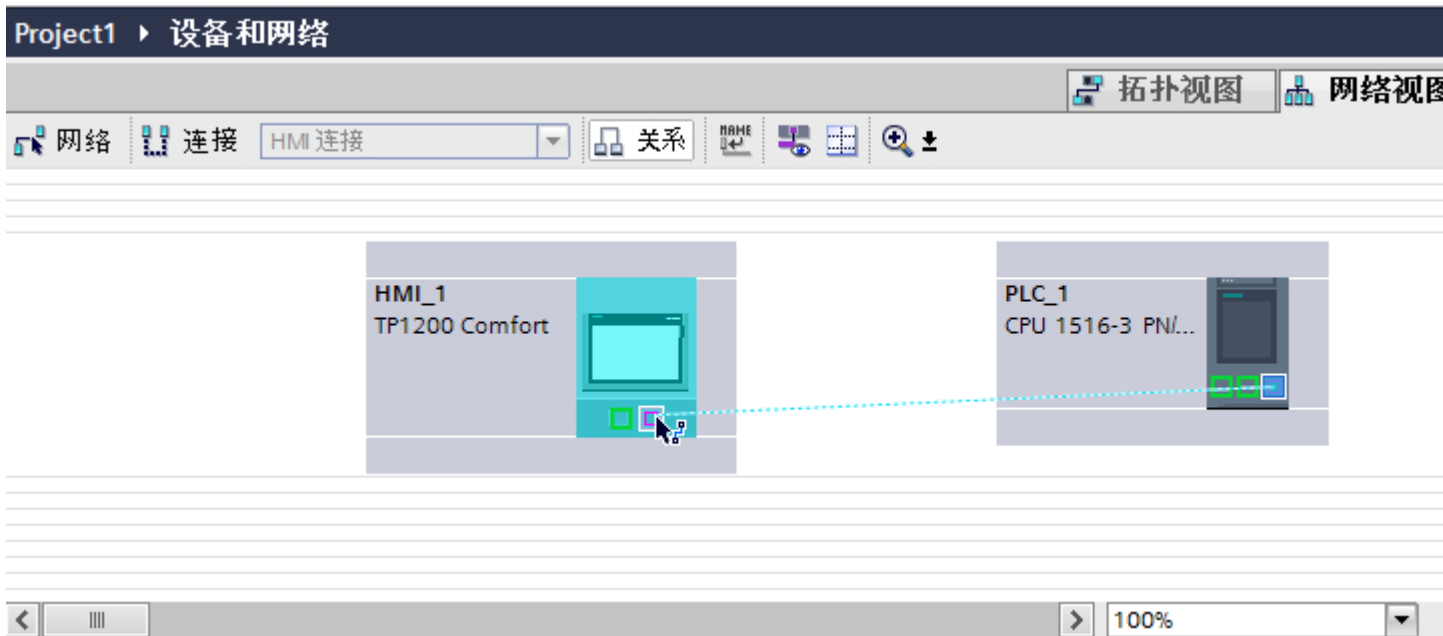 Project1 ▸ 设备和网络
拓扑视图 网络视图
网络 连接 HMI 连接 关系 NAME
HMI_1
TP1200 Comfort
PLC_1
CPU 1516-3 PN/...
100%